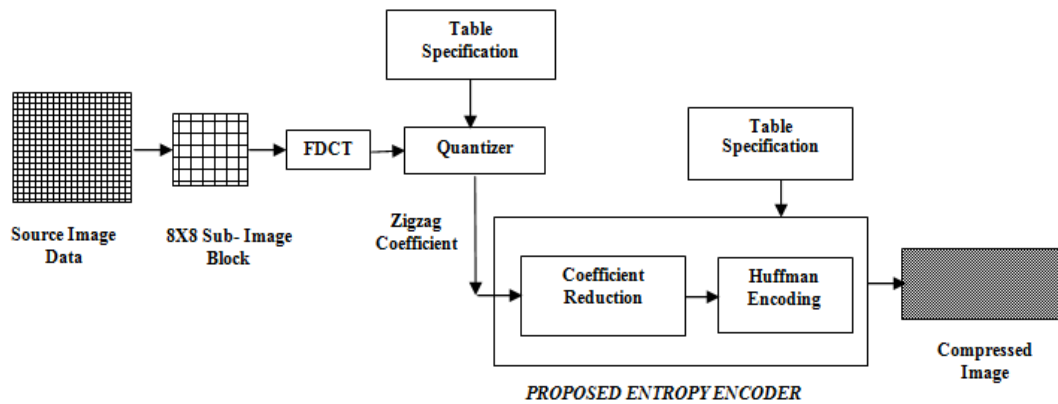 Table
Specification
Table
Specification
FDCT
Quantizer
Source Image
Data
8X8 Sub- Image
Block
Zigzag
Coefficient
Coefficient
Reduction
Huffman
Encoding
Compressed
Image
PROPOSED ENTROPY ENCODER